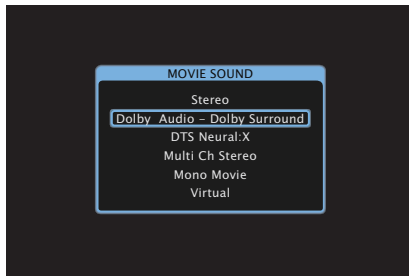 MOVIE SOUND
Stereo
Dolby Audio – Dolby Surround
DTS Neural:X
Multi Ch Stereo
Mono Movie
Virtual